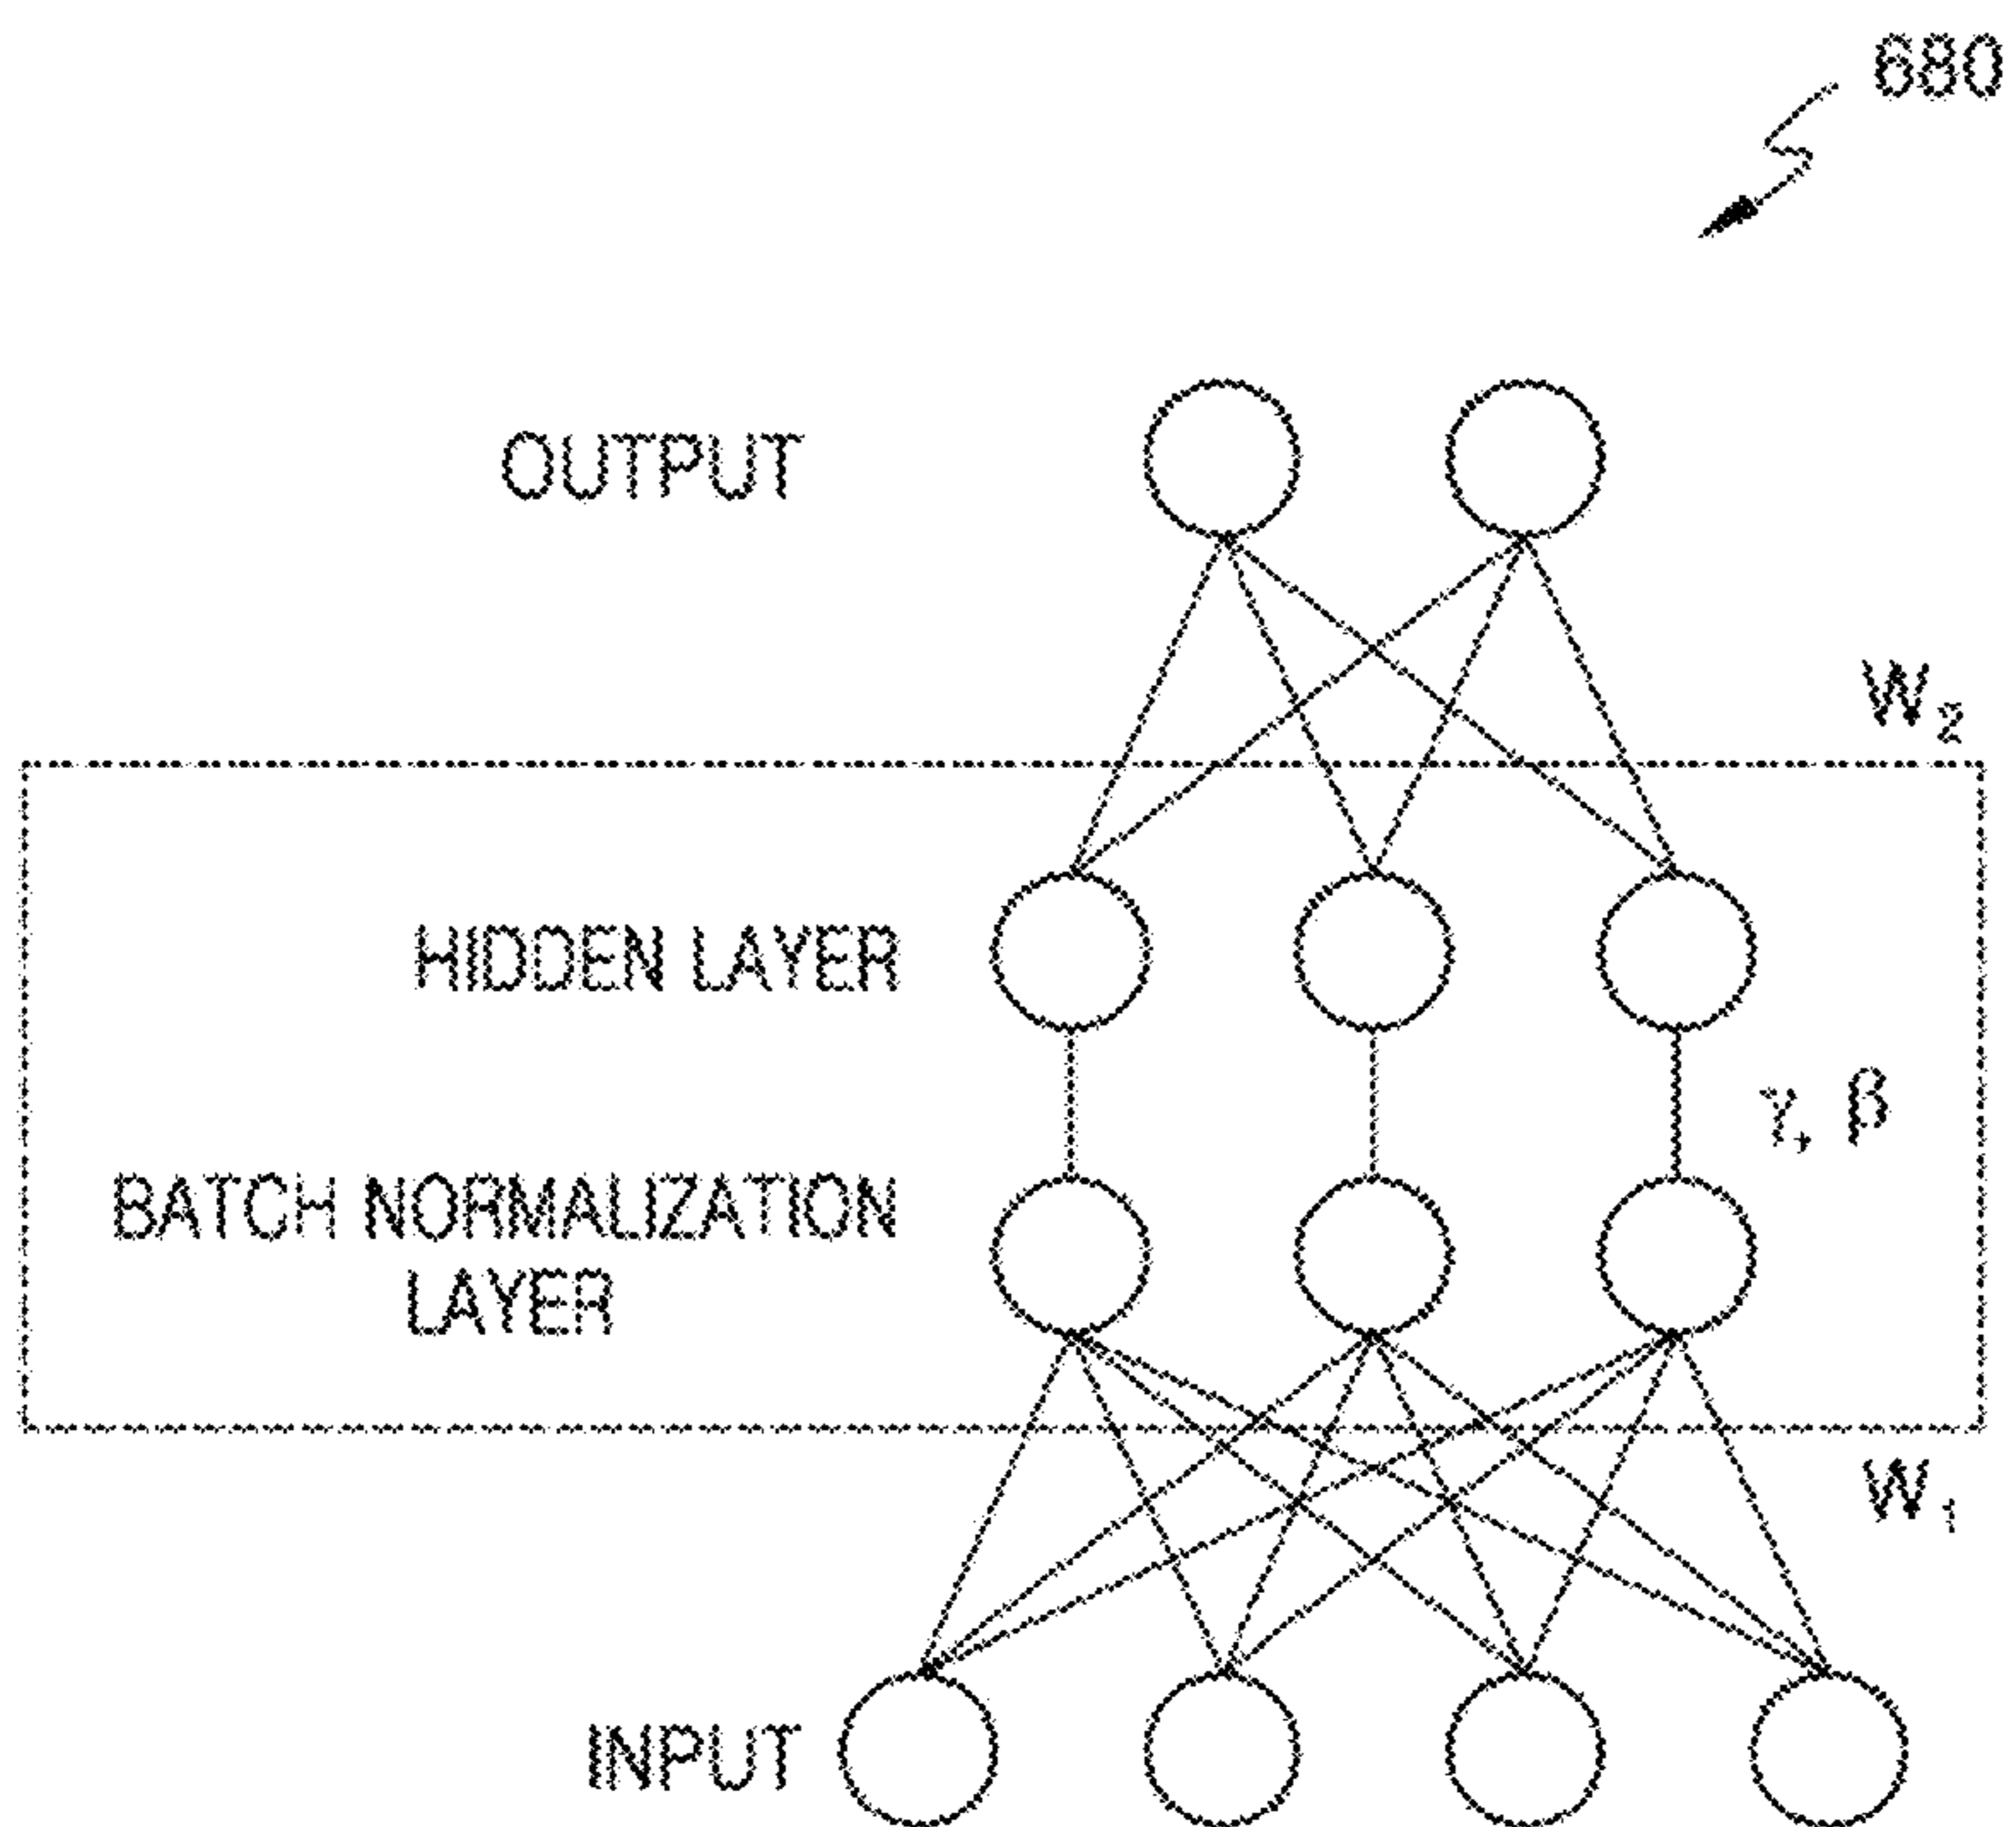 680
OUTPUT
W2
HIDDEN LAYER
γ, β
BATCH NORMALIZATION
LAYER
W1
INPUT